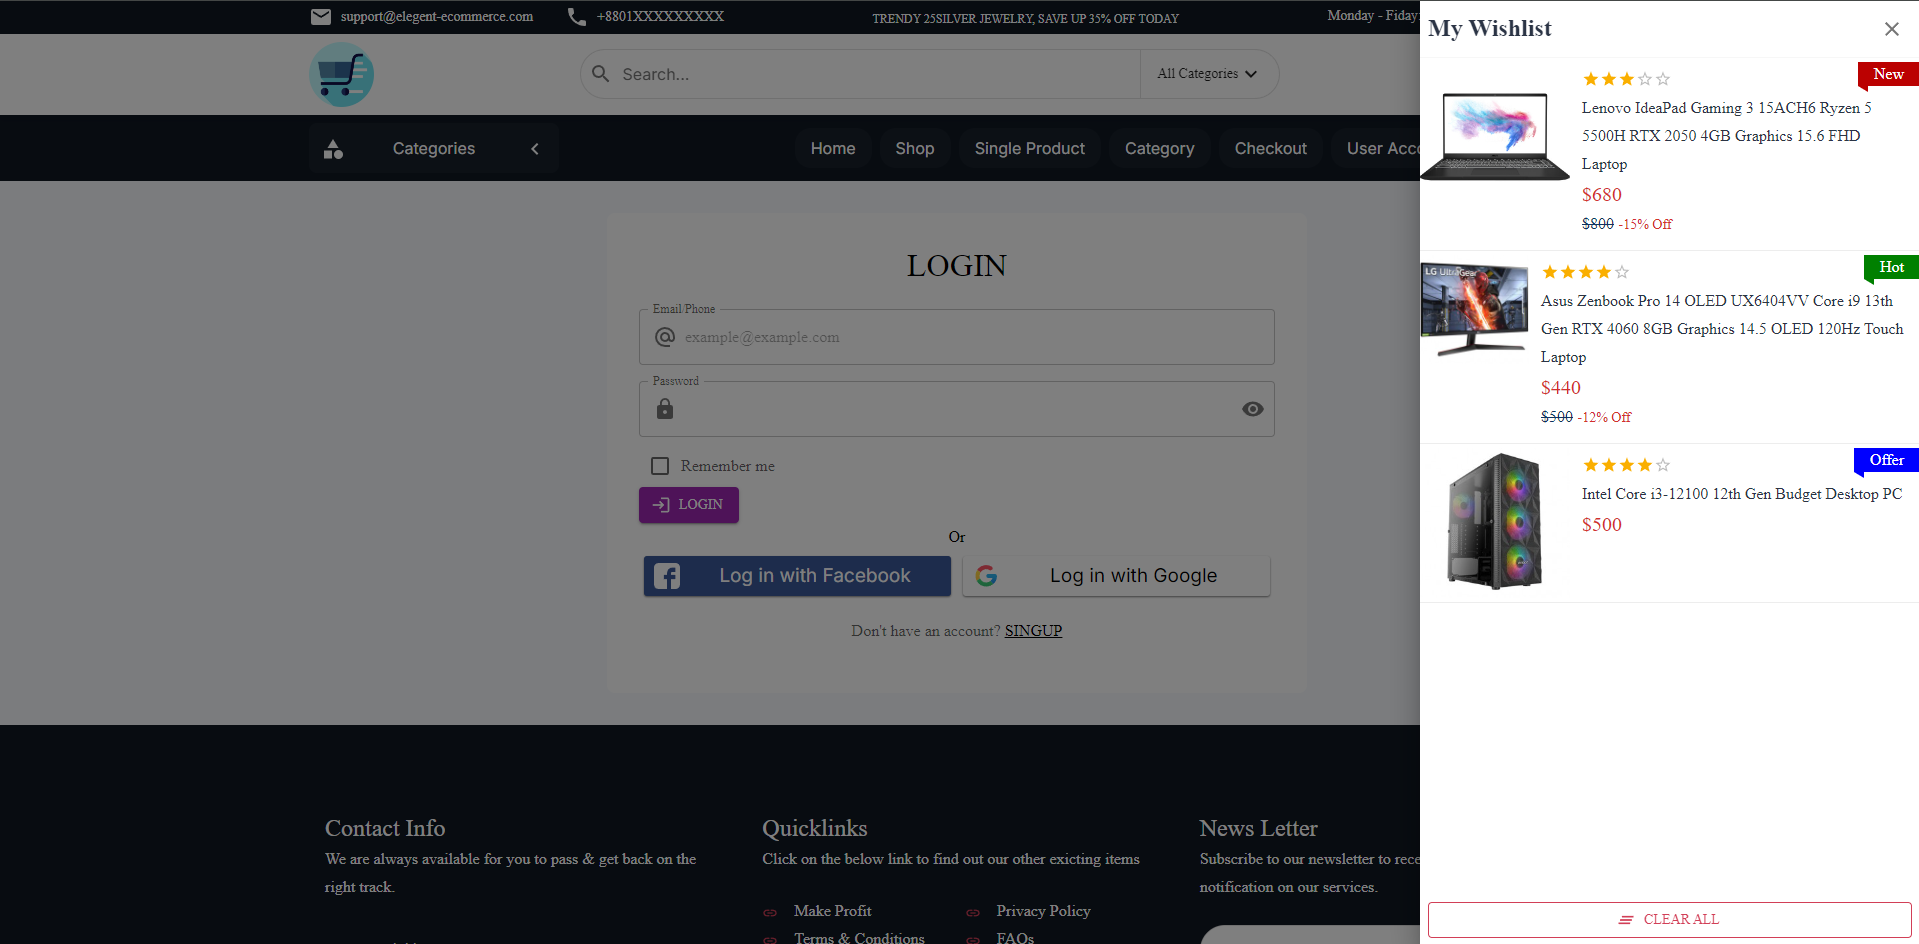 support@elegent-ecommerce.com
+8801XXXXXXXXX
TRENDY 25SILVER JEWELRY, SAVE UP 35% OFF TODAY
Monday - Fiday:
Search...
All Categories
Categories
Home
Shop
Single Product
Category
Checkout
User Acco
LOGIN
Email/Phone
example@example.com
Password
Remember me
LOGIN
Or
Log in with Facebook
Log in with Google
Don't have an account? SINGUP
Contact Info
We are always available for you to pass & get back on the
right track.
Quicklinks
Click on the below link to find out our other exicting items
Make Profit
Privacy Policy
Terms & Conditions
FAQs
News Letter
Subscribe to our newsletter to rece
notification on our services.
My Wishlist
New
Lenovo IdeaPad Gaming 3 15ACH6 Ryzen 5
5500H RTX 2050 4GB Graphics 15.6 FHD
Laptop
$680
$800 -15% Off
LG UltraGear
Hot
Asus Zenbook Pro 14 OLED UX6404VV Core i9 13th
Gen RTX 4060 8GB Graphics 14.5 OLED 120Hz Touch
Laptop
$440
$500 -12% Off
Offer
Intel Core i3-12100 12th Gen Budget Desktop PC
$500
CLEAR ALL